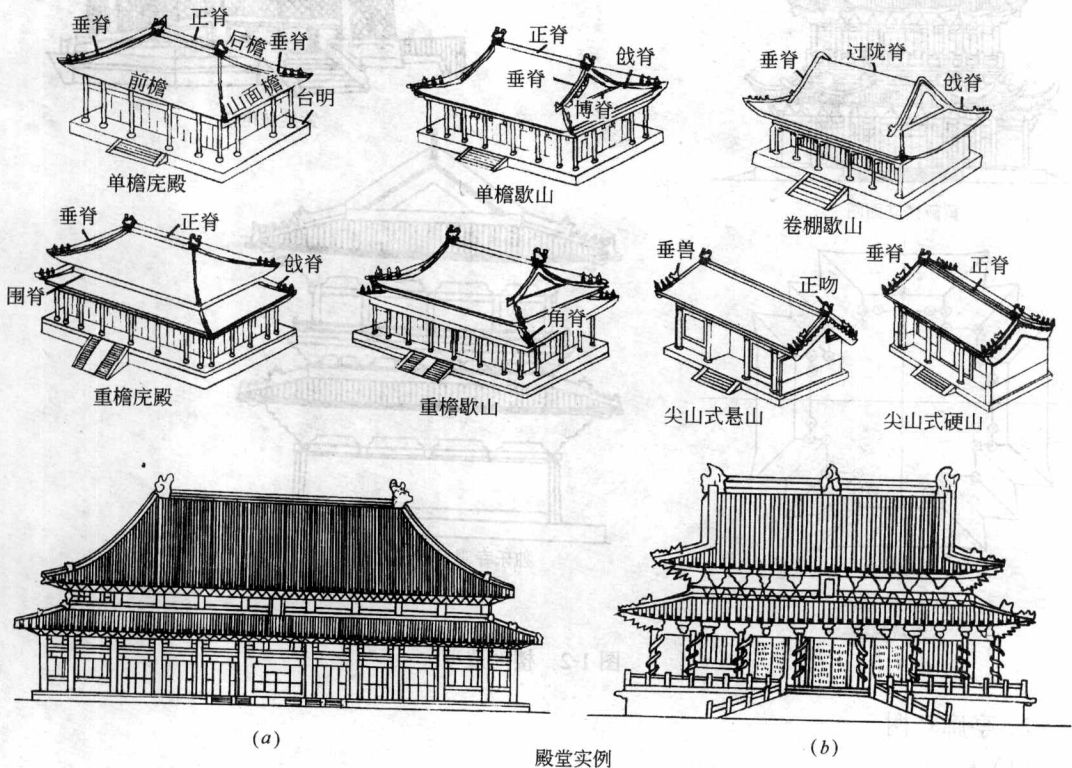 垂脊
正脊
后檐
垂脊
前檐
山面檐
台明
单檐庑殿
正脊
垂脊
戗脊
博脊
单檐歇山
垂脊
过陇脊
戗脊
卷棚歇山
垂脊
正脊
戗脊
围脊
重檐庑殿
角脊
重檐歇山
垂兽
正吻
尖山式悬山
垂脊
正脊
尖山式硬山
(a)
(b)
殿堂实例